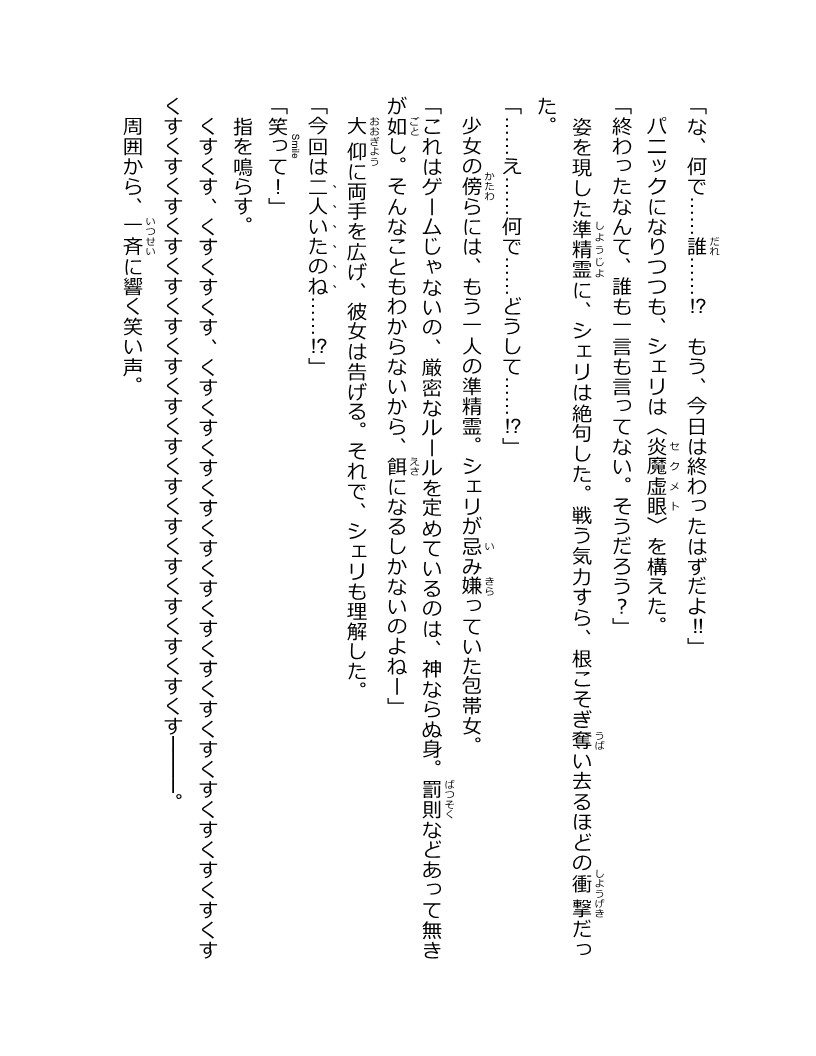 「な、何で……誰……!?　もう、今日は終わったはずだよ!!」
パニックになりつつも、シェリは〈炎魔虚眼〉を構えた。
「終わったなんて、誰も一言も言ってない。そうだろう？」
姿を現した準精霊に、シェリは絶句した。戦う気力すら、根こそぎ奪い去るほどの衝撃だっ
た。
「……え……何で……どうして……!?」
少女の傍らには、もう一人の準精霊。シェリが忌み嫌っていた包帯女。
「これはゲームじゃないの、厳密なルールを定めているのは、神ならぬ身。罰則などあって無き
が如し。そんなこともわからないから、餌になるしかないのよねー」
大仰に両手を広げ、彼女は告げる。それで、シェリも理解した。
「今回は二人いたのね……!?」
「笑って！」
指を鳴らす。
くすくす、くすくすくす、くすくすくすくすくすくすくすくすくすくすくすくすくすくすくす
くすくすくすくすくすくすくすくすくすくすくすくすくすくすくすくす――。
周囲から、一斉に響く笑い声。